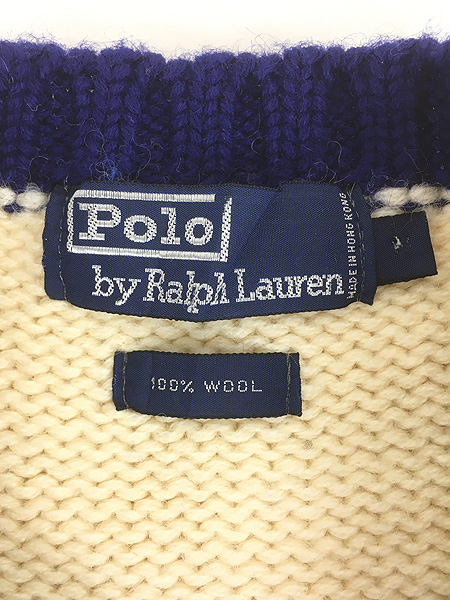 Polo
by Ralph Lauren
MADE IN HONG KONG
100% WOOL